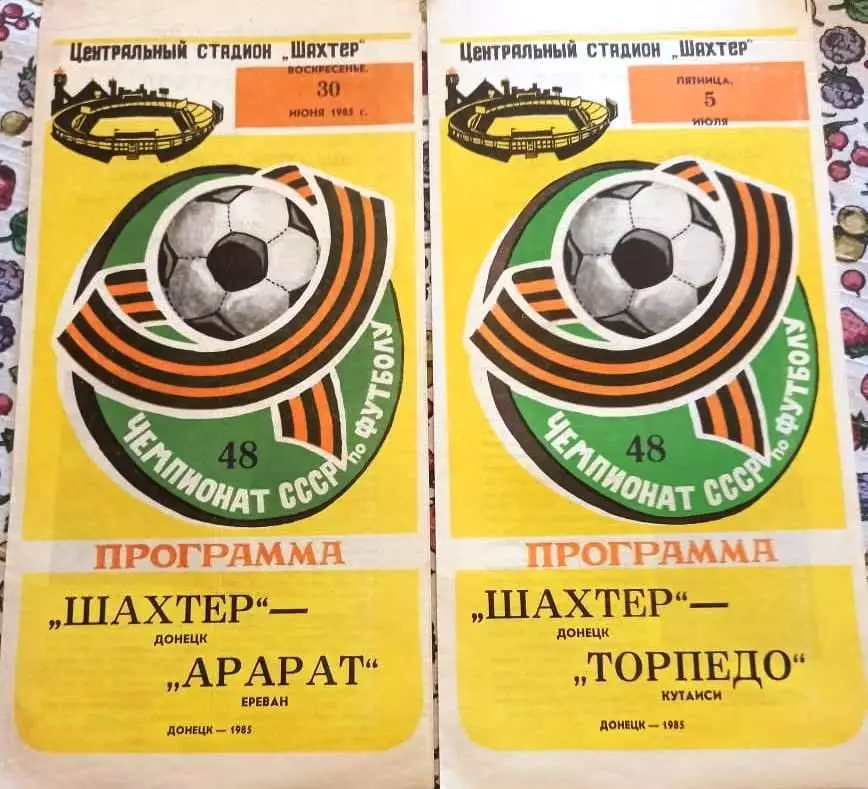 Центральный стадион „Шахтер“
ВОСКРЕСЕНЬЕ,
30
ИЮНЯ 1985 г.
48
ЧЕМПИОНАТ СССР по ФУТБОЛУ
ПРОГРАММА
„ШАХТЕР“—
ДОНЕЦК
„АРАРАТ“
ЕРЕВАН
ДОНЕЦК — 1985
Центральный стадион „Шахтер“
ПЯТНИЦА,
5
ИЮЛЯ
48
ЧЕМПИОНАТ СССР по ФУТБОЛУ
ПРОГРАММА
„ШАХТЕР“—
ДОНЕЦК
„ТОРПЕДО“
КУТАИСИ
ДОНЕЦК — 1985